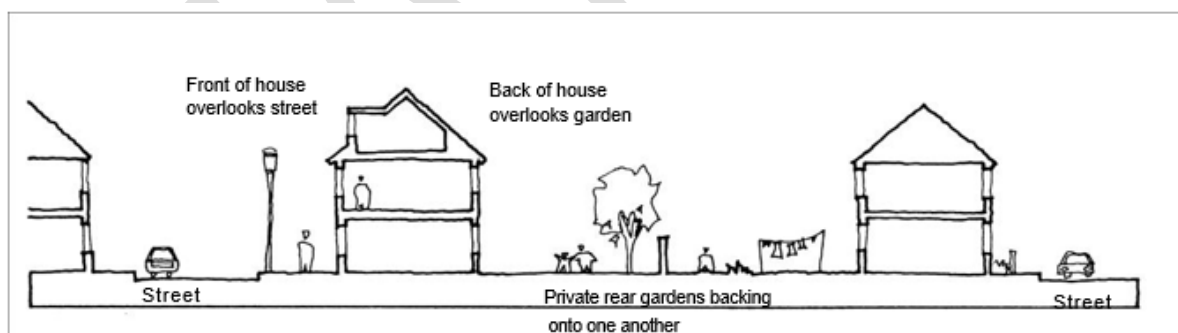 Front of house
overlooks street
Back of house
overlooks garden
Street
Private rear gardens backing
onto one another
Street